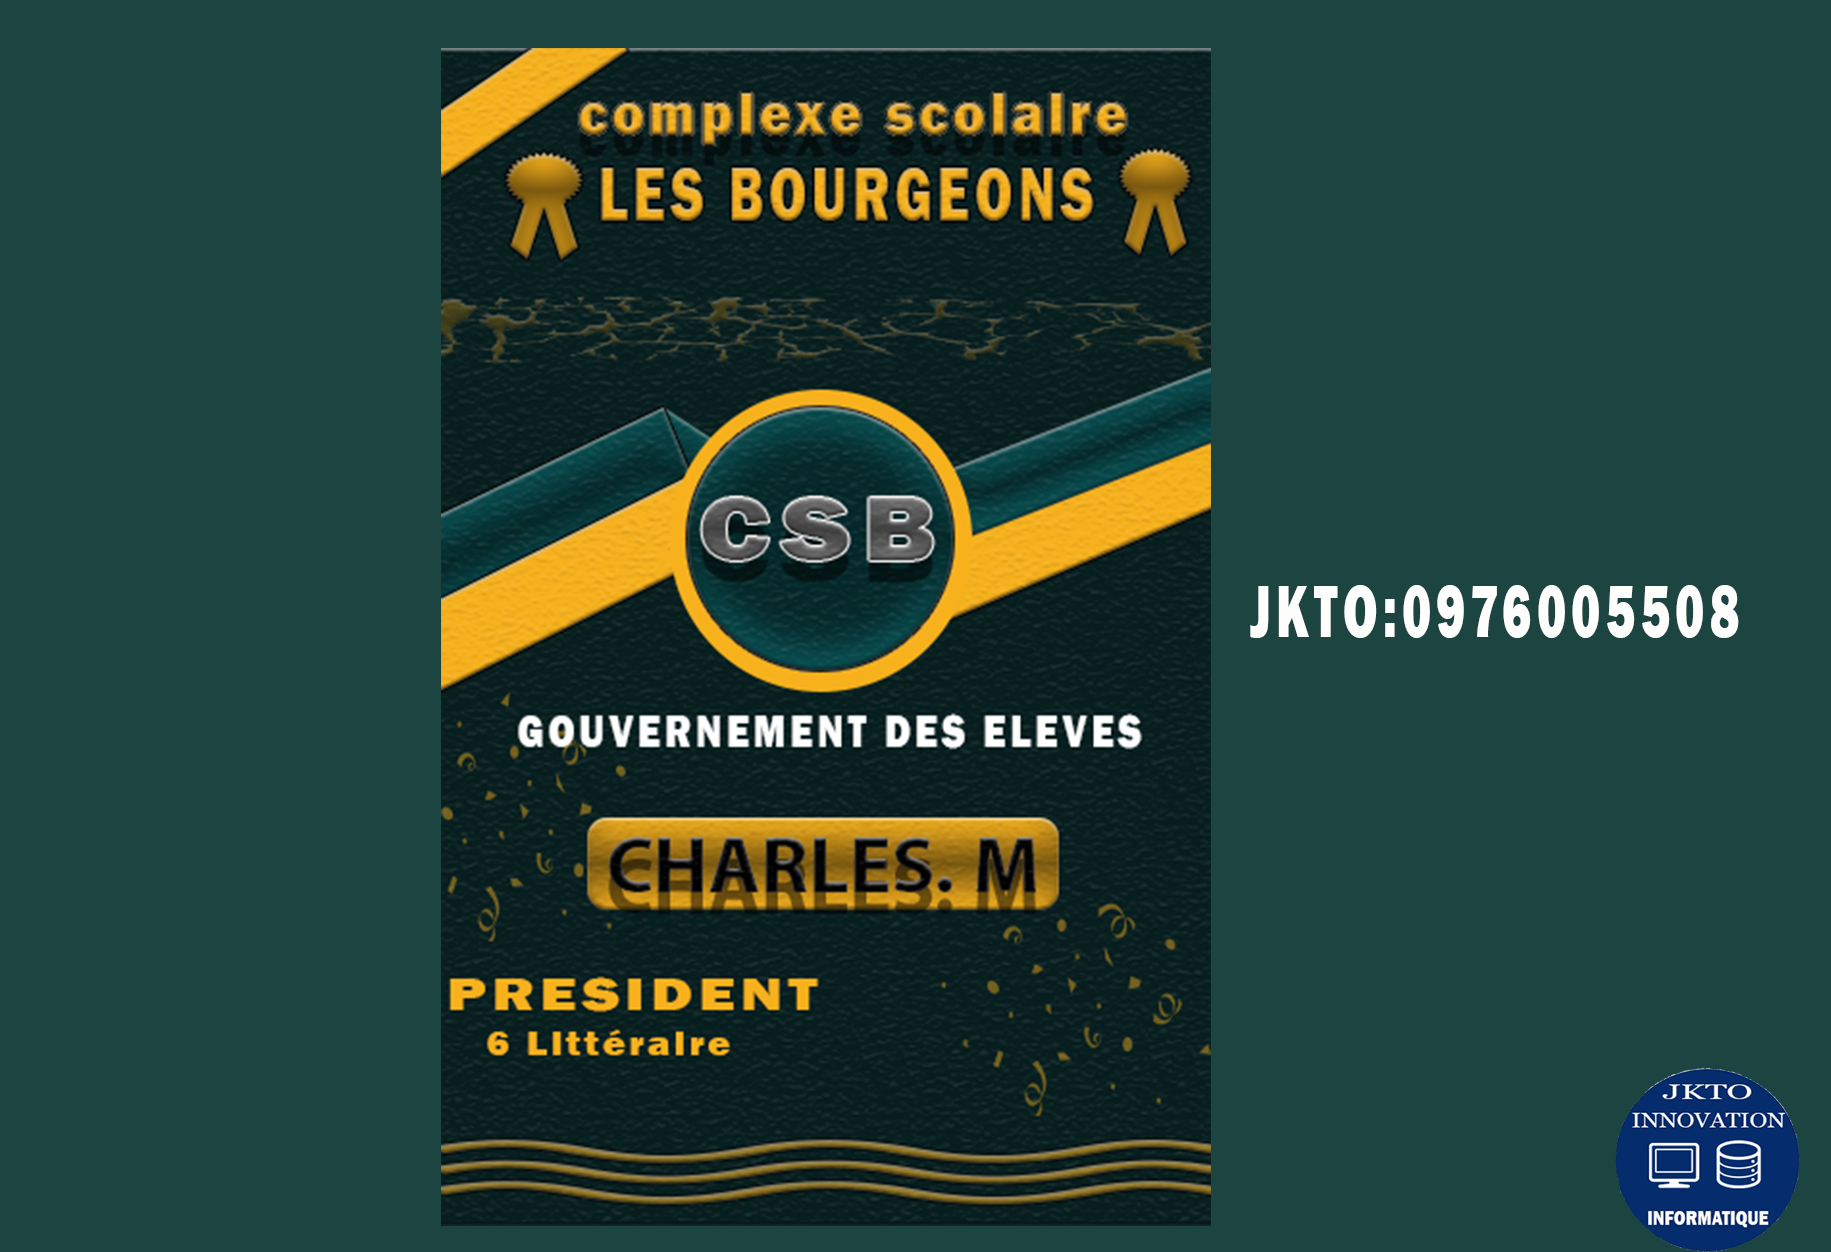 complexe scolaire
LES BOURGEONS
CSB
GOUVERNEMENT DES ELEVES
CHARLES. M
PRESIDENT
6 Littéraire
JKTO:0976005508
JKTO
INNOVATION
INFORMATIQUE